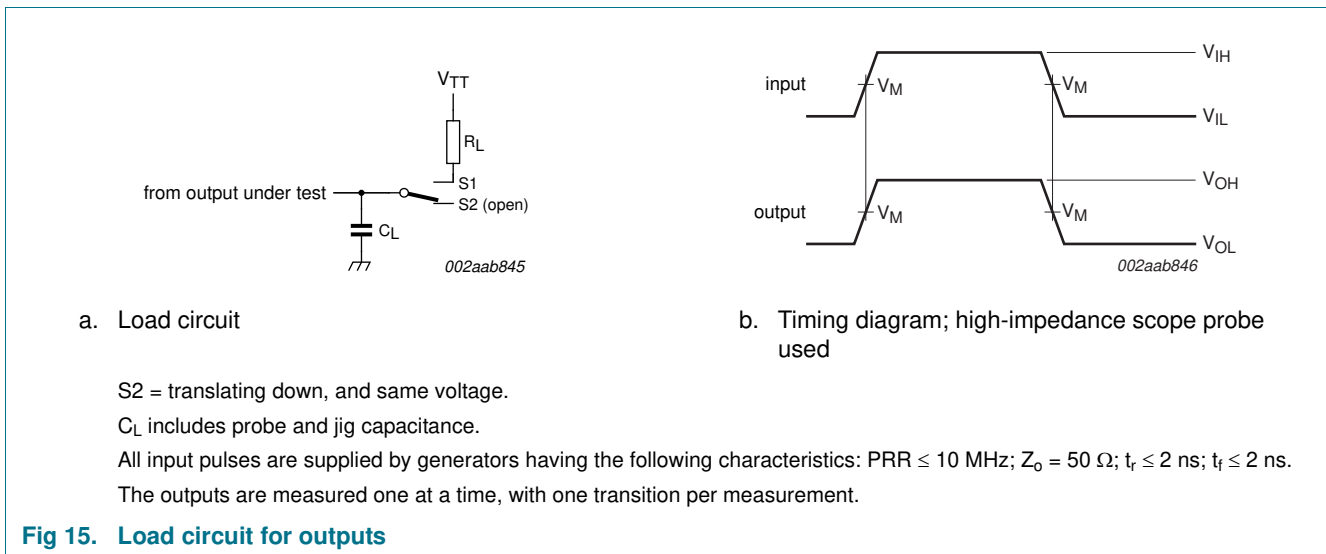 VTT
RL
S1
from output under test
S2 (open)
CL
002aab845
VIH
input
VM
VM
VIL
VOH
output
VM
VM
VOL
002aab846
a. Load circuit
b. Timing diagram; high-impedance scope probe
used
S2 = translating down, and same voltage.
CL includes probe and jig capacitance.
All input pulses are supplied by generators having the following characteristics: PRR ≤ 10 MHz; Zo = 50 Ω; tr ≤ 2 ns; tf ≤ 2 ns.
The outputs are measured one at a time, with one transition per measurement.
Fig 15. Load circuit for outputs